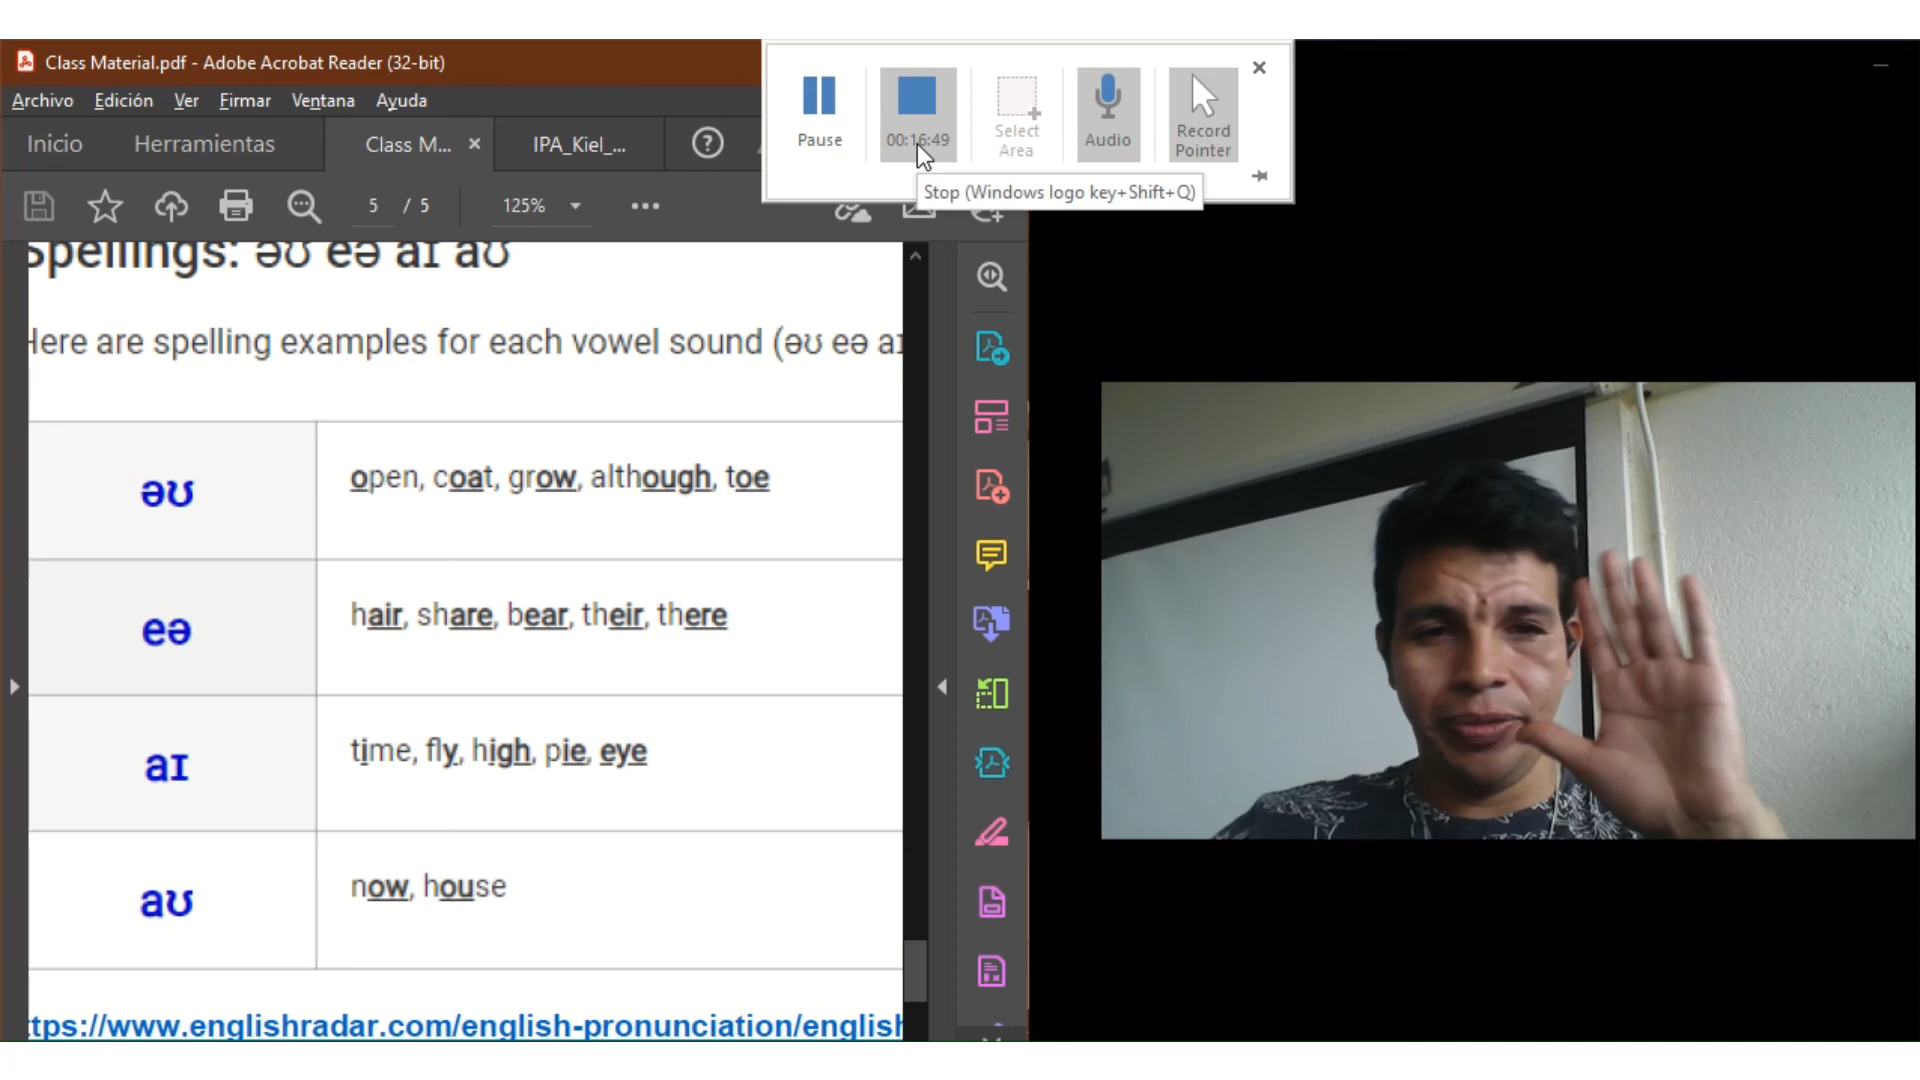 Class Material.pdf - Adobe Acrobat Reader (32-bit)
Archivo Edición Ver Firmar Ventana Ayuda
Inicio Herramientas Class M... IPA_Kiel_...
5 / 5 125%
Pause
00:16:49
Select Area
Audio
Record Pointer
Stop (Windows logo key+Shift+Q)
Spellings: əʊ eə aɪ aʊ
Here are spelling examples for each vowel sound (əʊ eə aɪ
əʊ open, coat, grow, although, toe
eə hair, share, bear, their, there
aɪ time, fly, high, pie, eye
aʊ now, house
tps://www.englishradar.com/english-pronunciation/english